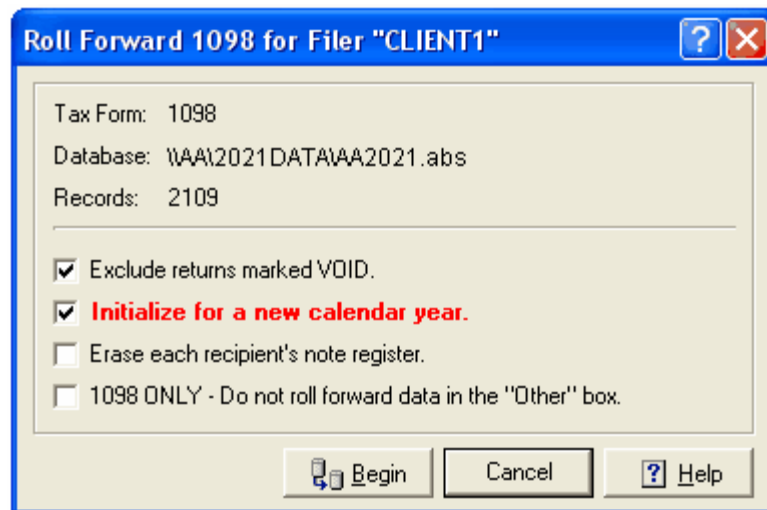 Roll Forward 1098 for Filer "CLIENT1"
Tax Form: 1098
Database: \\AA\2021DATA\AA2021.abs
Records: 2109
Exclude returns marked VOID.
Initialize for a new calendar year.
Erase each recipient's note register.
1098 ONLY - Do not roll forward data in the "Other" box.
Begin Cancel Help